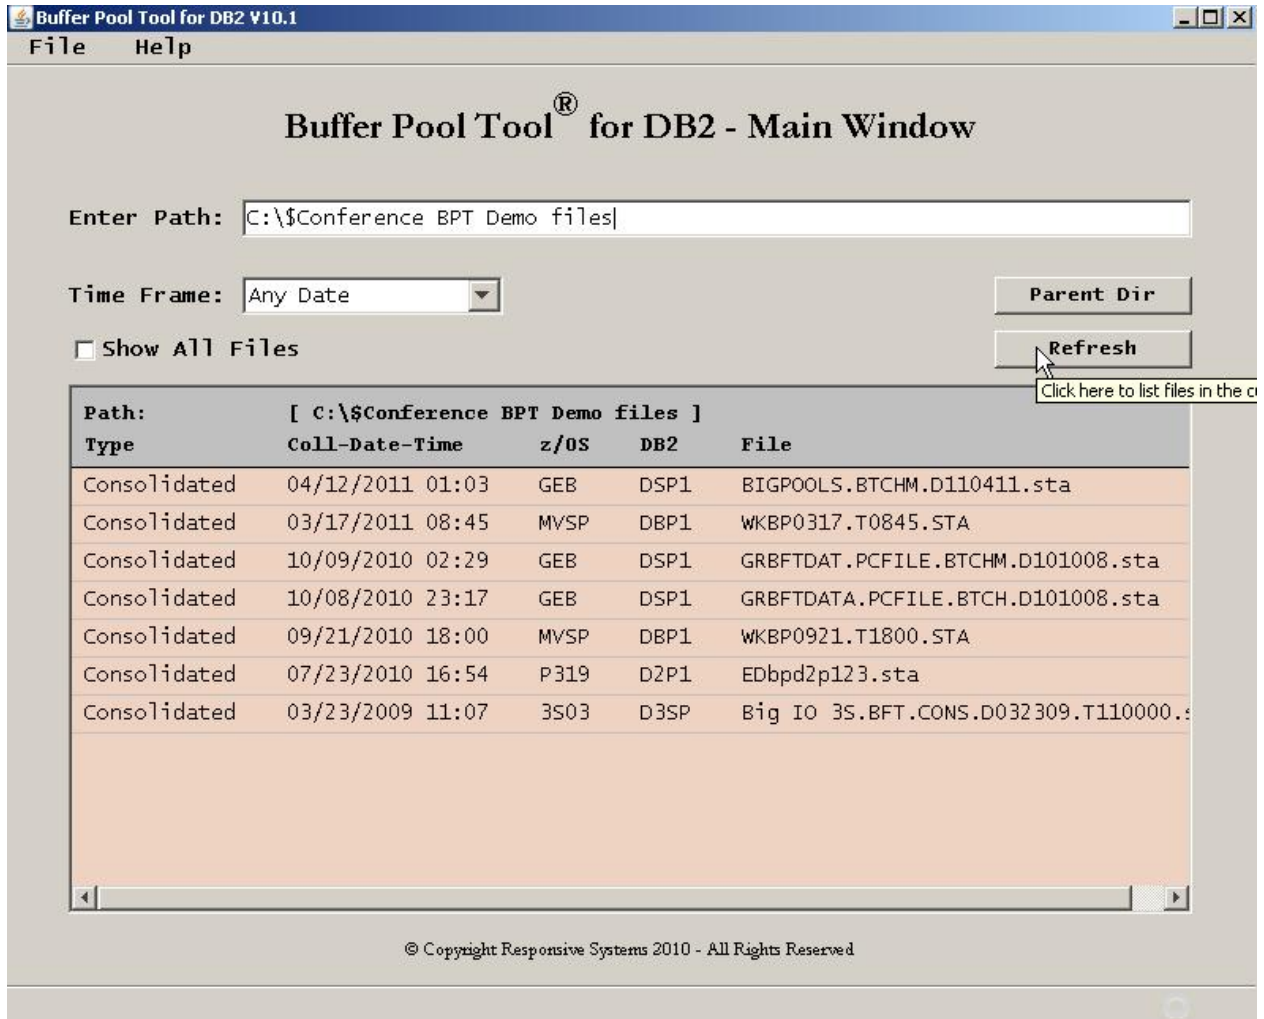 Buffer Pool Tool for DB2 V10.1
File Help
Buffer Pool Tool® for DB2 - Main Window
Enter Path: C:\$Conference BPT Demo files
Time Frame: Any Date
Parent Dir
Show All Files
Refresh
Click here to list files in the
Path: [ C:\$Conference BPT Demo files ]
Type Coll-Date-Time z/OS DB2 File
Consolidated 04/12/2011 01:03 GEB DSP1 BIGPOOLS.BTCHM.D110411.sta
Consolidated 03/17/2011 08:45 MVSP DBP1 WKBP0317.T0845.STA
Consolidated 10/09/2010 02:29 GEB DSP1 GRBFTDAT.PCFILE.BTCHM.D101008.sta
Consolidated 10/08/2010 23:17 GEB DSP1 GRBFTDATA.PCFILE.BTCH.D101008.sta
Consolidated 09/21/2010 18:00 MVSP DBP1 WKBP0921.T1800.STA
Consolidated 07/23/2010 16:54 P319 D2P1 EDbpd2p123.sta
Consolidated 03/23/2009 11:07 3S03 D3SP Big IO 3S.BFT.CONS.D032309.T110000.
© Copyright Responsive Systems 2010 - All Rights Reserved